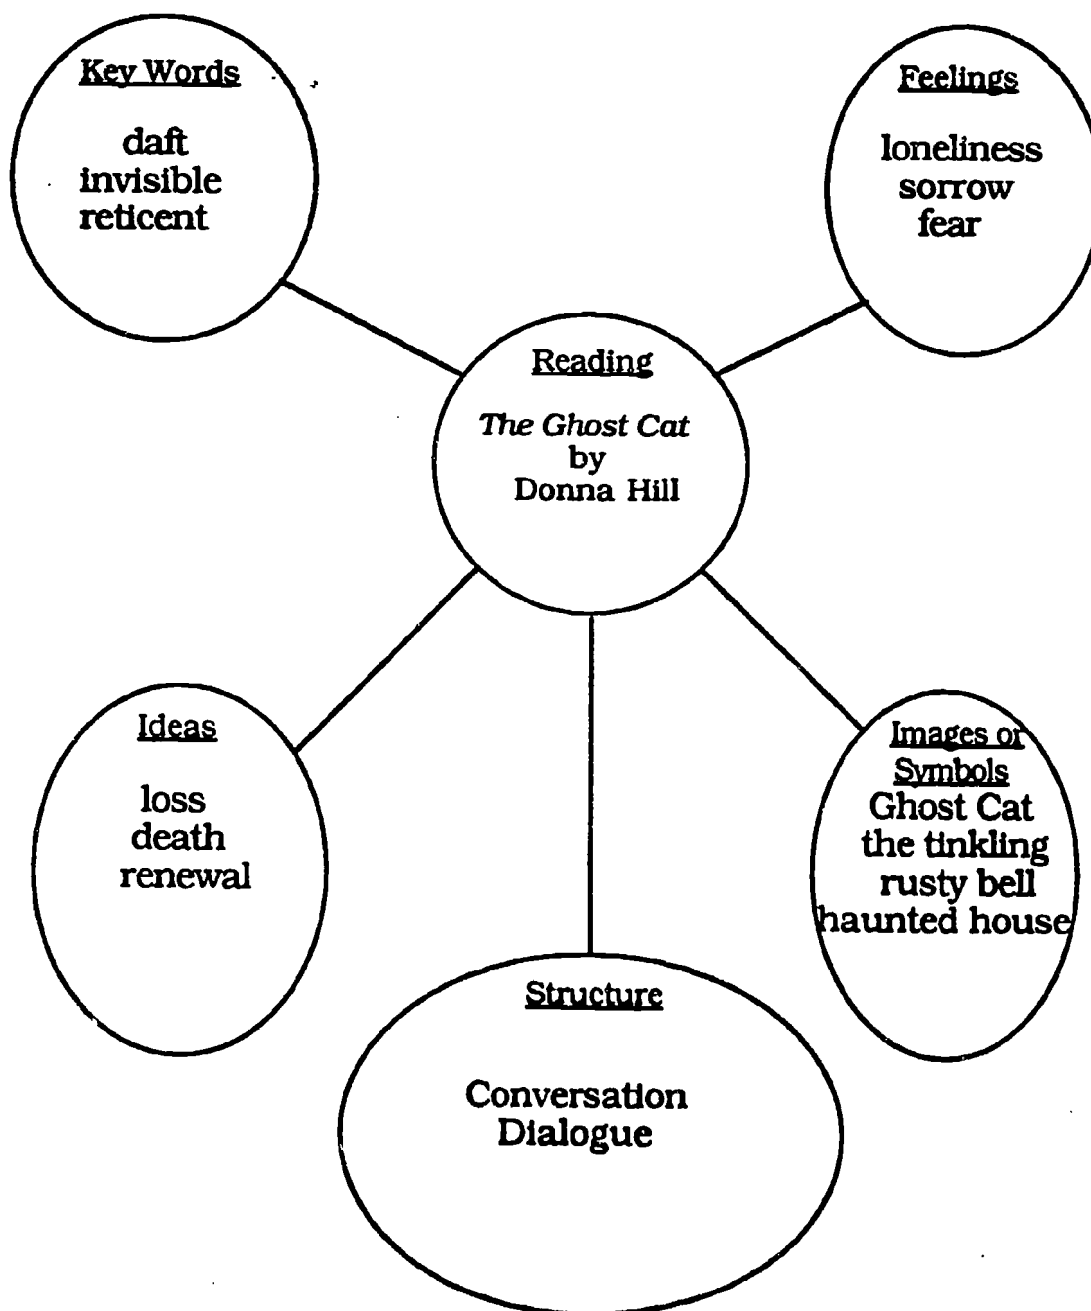 Key Words
daft
invisible
reticent
Feelings
loneliness
sorrow
fear
Reading
The Ghost Cat
by
Donna Hill
Ideas
loss
death
renewal
Images or
Symbols
Ghost Cat
the tinkling
rusty bell
haunted house
Structure
Conversation
Dialogue